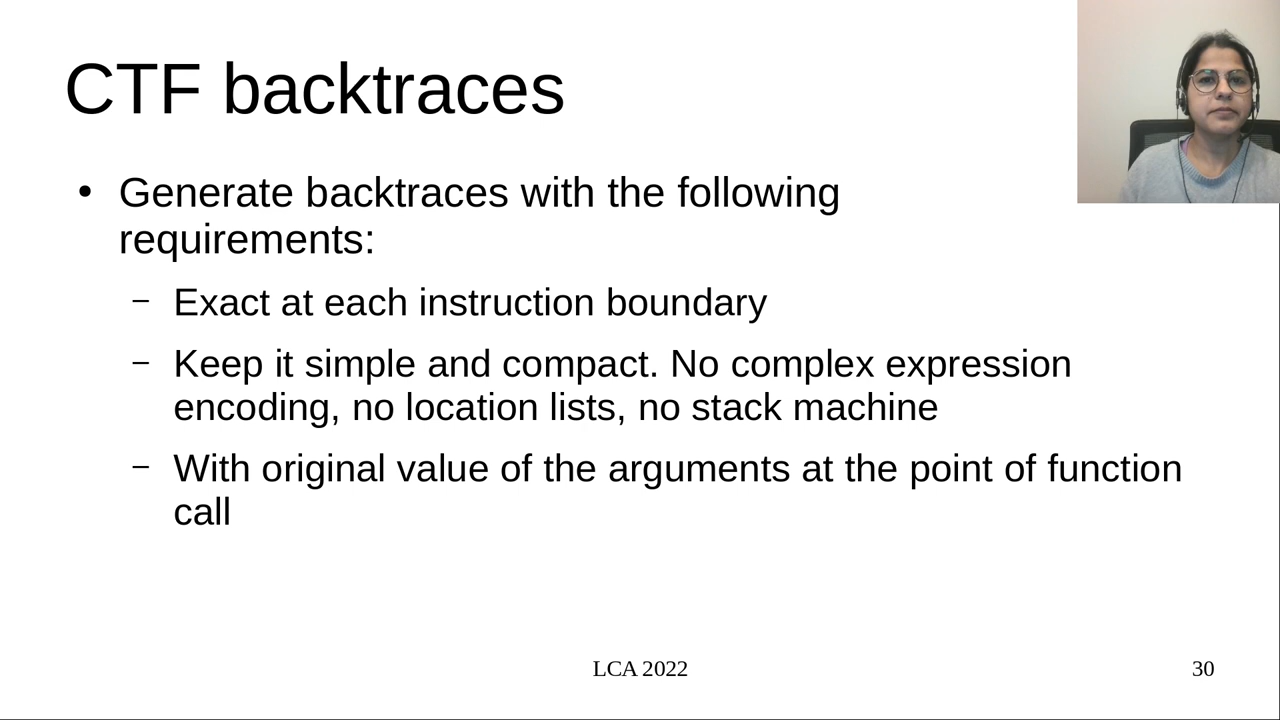 CTF backtraces
• Generate backtraces with the following
requirements:
– Exact at each instruction boundary
– Keep it simple and compact. No complex expression
encoding, no location lists, no stack machine
– With original value of the arguments at the point of function
call
LCA 2022
30